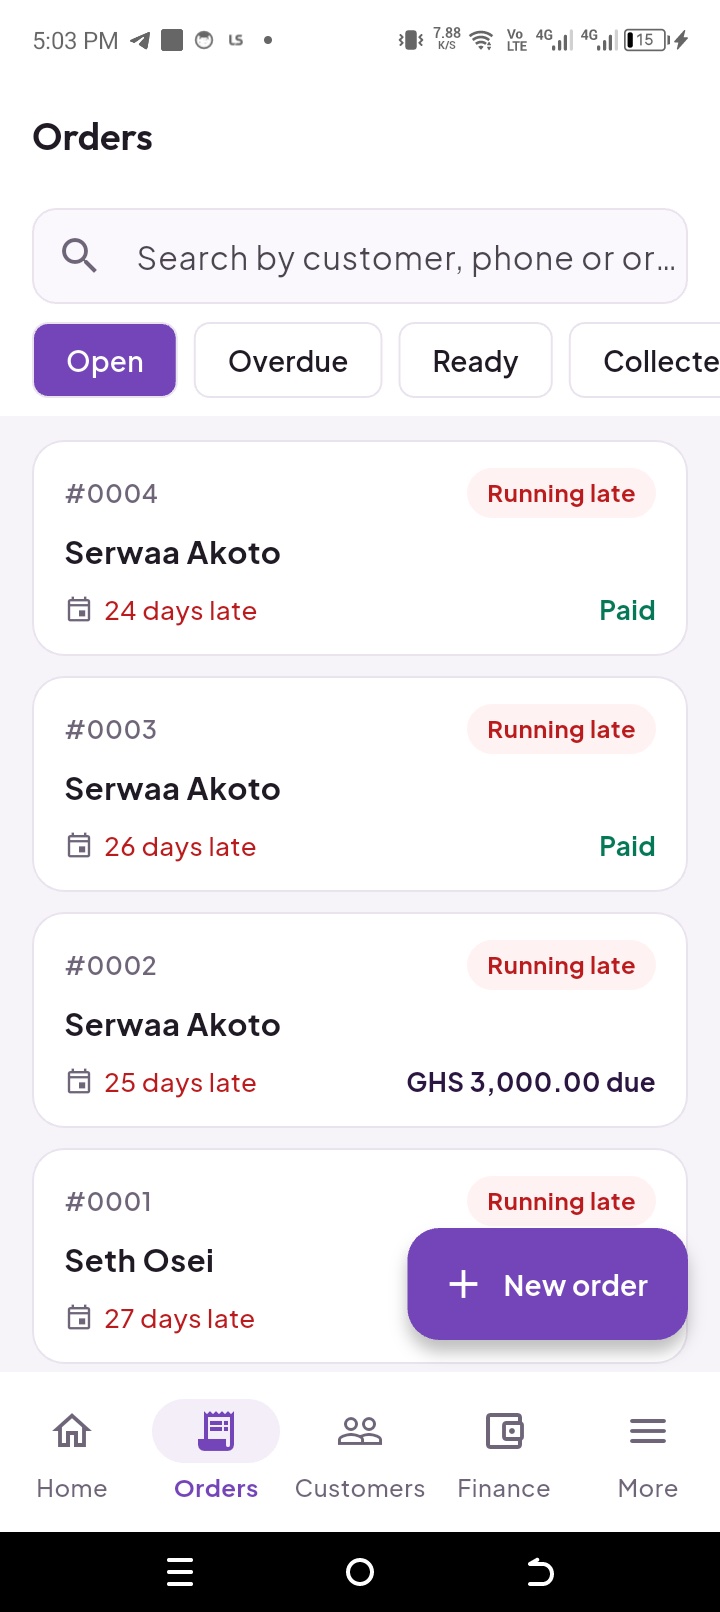 5:03 PM LS 7.88 K/S Vo LTE 4G 4G 15
Orders
Search by customer, phone or or...
Open Overdue Ready Collecte
#0004 Running late
Serwaa Akoto
24 days late Paid
#0003 Running late
Serwaa Akoto
26 days late Paid
#0002 Running late
Serwaa Akoto
25 days late GHS 3,000.00 due
#0001 Running late
Seth Osei
27 days late
+ New order
Home Orders Customers Finance More